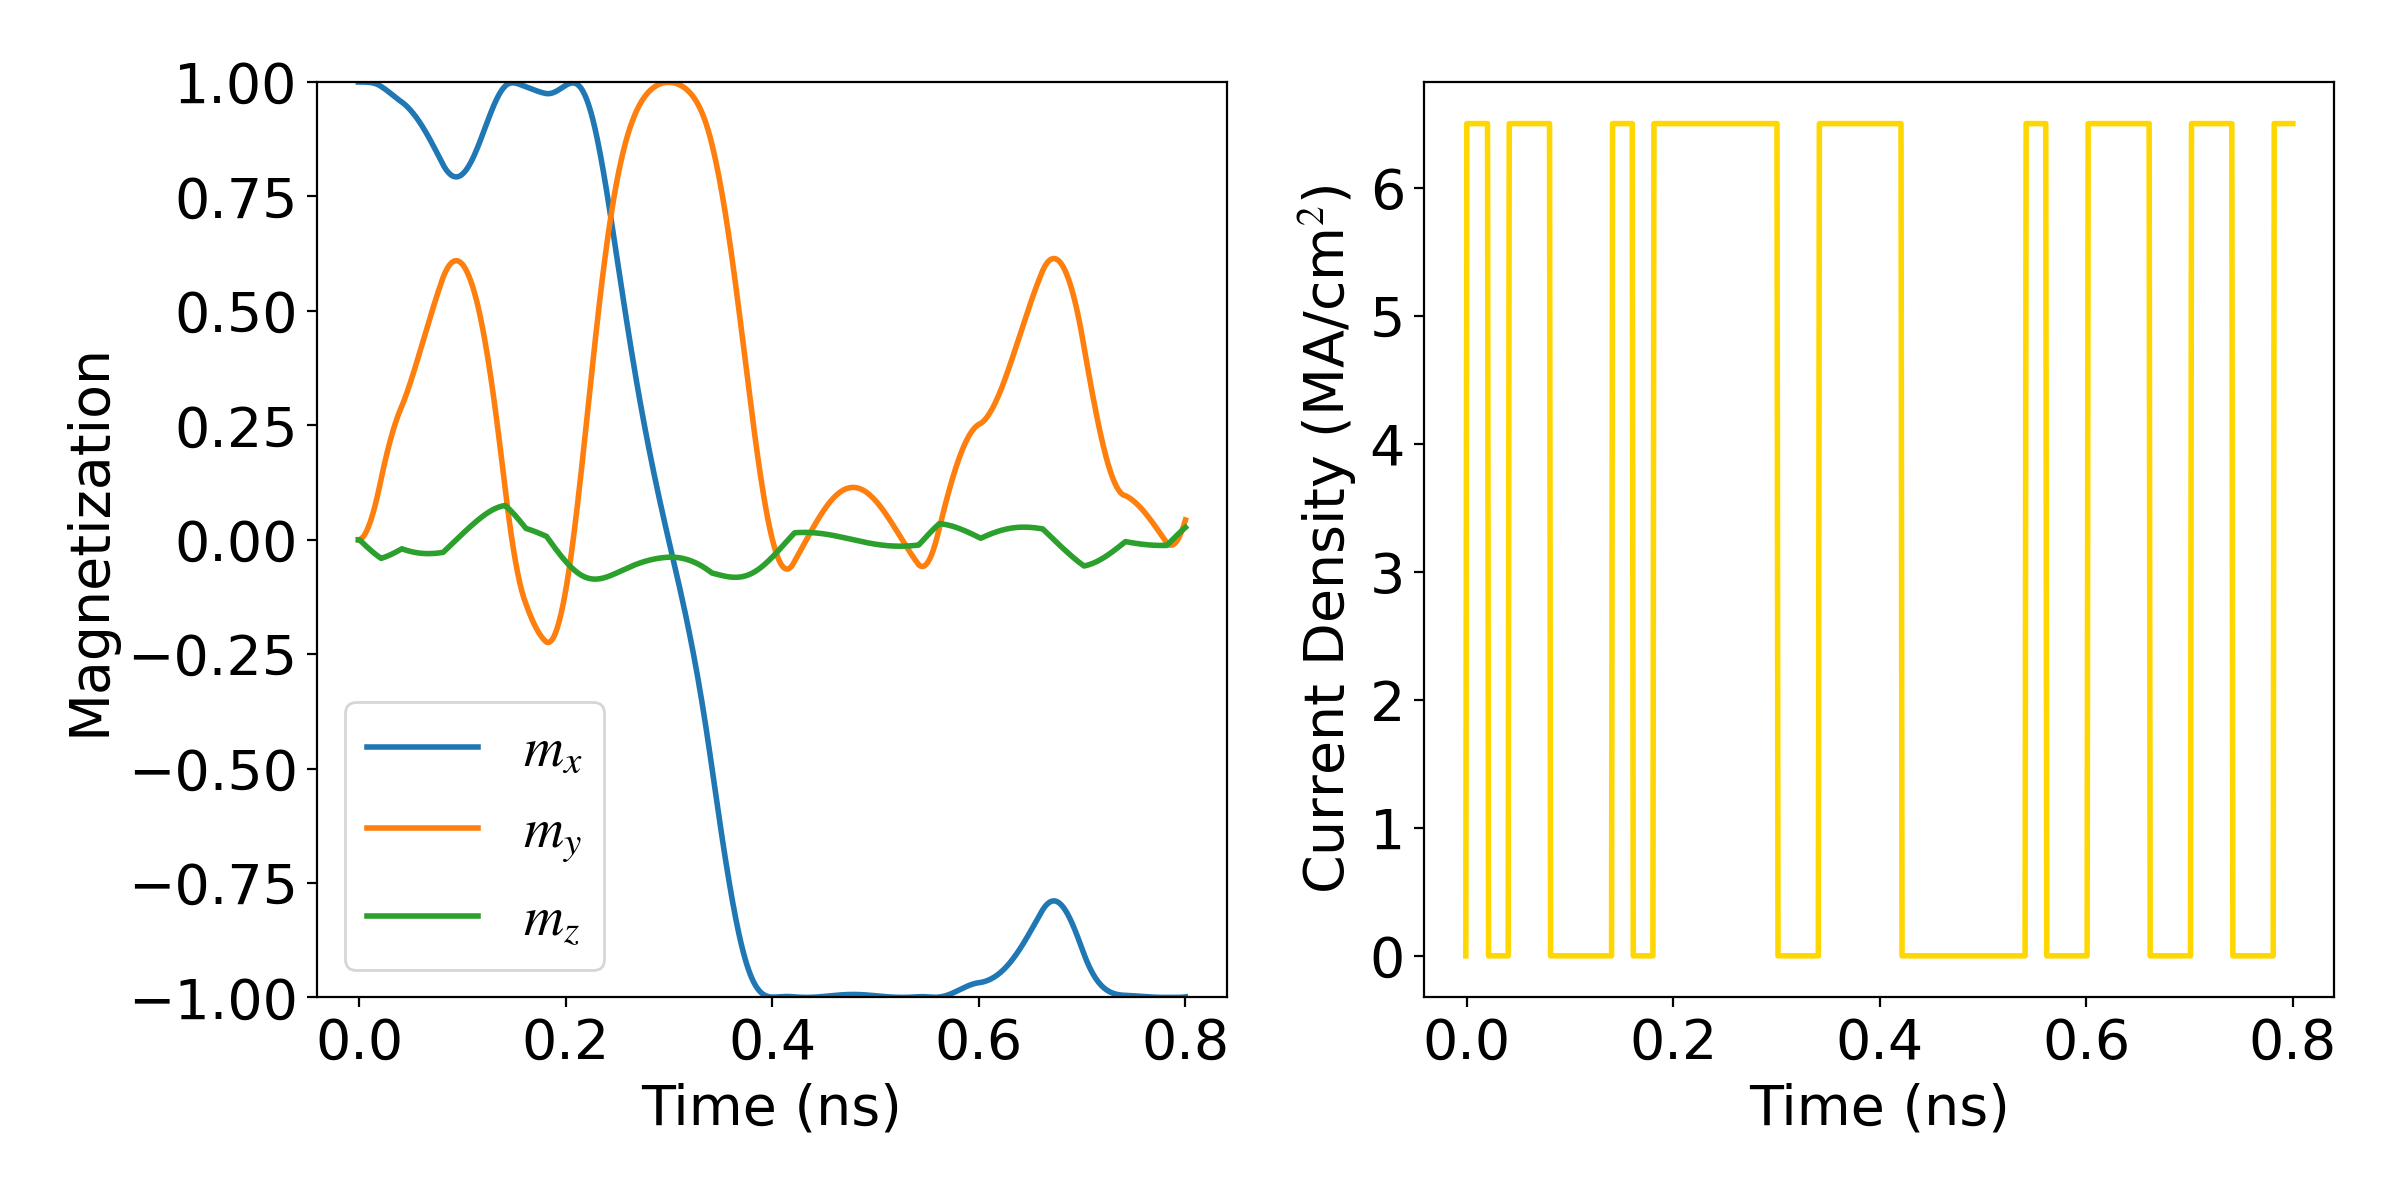 Magnetization
1.00
0.75
0.50
0.25
0.00
−0.25
−0.50
−0.75
−1.00
0.0 0.2 0.4 0.6 0.8
Time (ns)
m_x
m_y
m_z
Current Density (MA/cm²)
6
5
4
3
2
1
0
0.0 0.2 0.4 0.6 0.8
Time (ns)